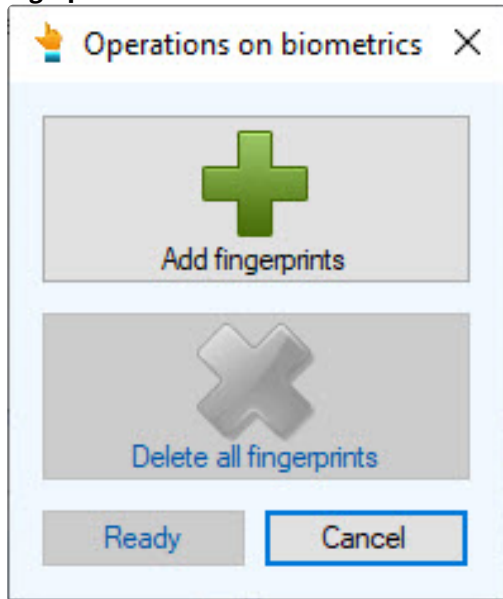 Operations on biometrics
Add fingerprints
Delete all fingerprints
Ready
Cancel